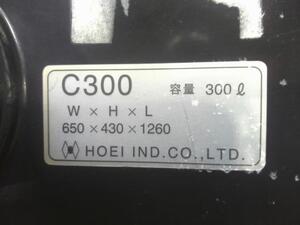 C300 容量 300ℓ
W × H × L
650 × 430 × 1260
HOEI IND.CO.,LTD.